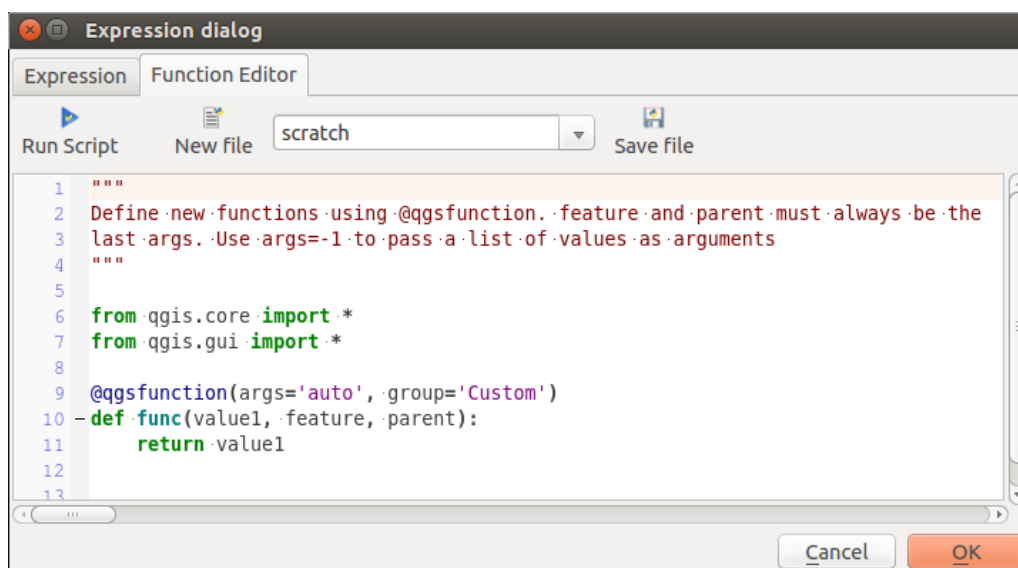 Expression dialog
Expression Function Editor
Run Script New file scratch Save file
1 """
2 Define new functions using @qgsfunction. feature and parent must always be the
3 last args. Use args=-1 to pass a list of values as arguments
4 """
5
6 from qgis.core import *
7 from qgis.gui import *
8
9 @qgsfunction(args='auto', group='Custom')
10 def func(value1, feature, parent):
11     return value1
12
13
Cancel OK